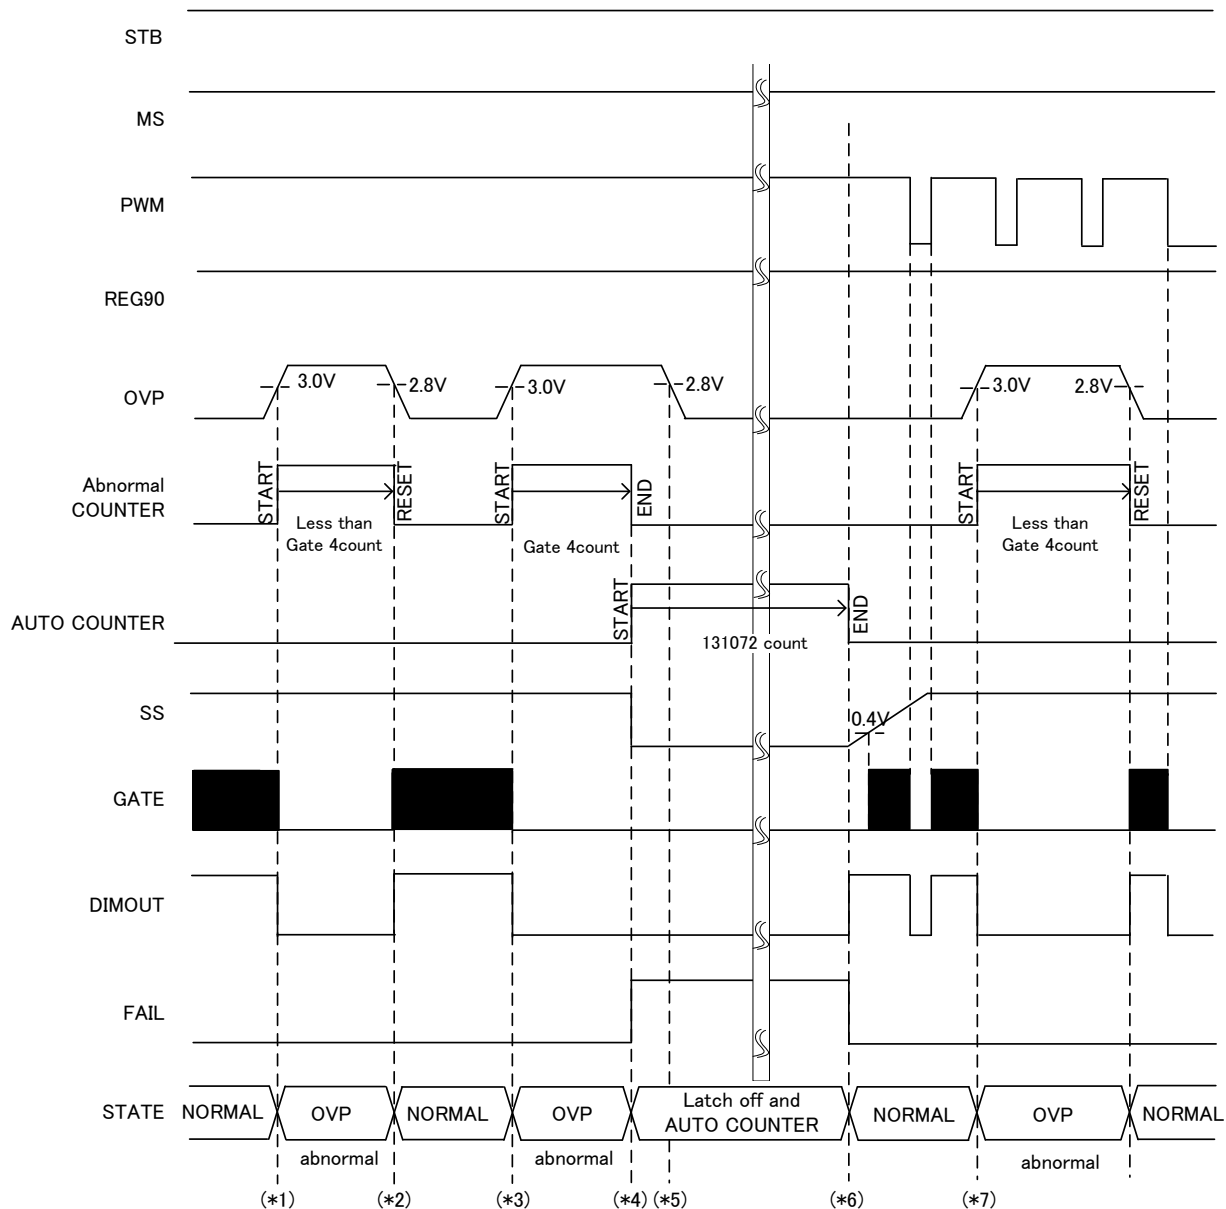 STB
MS
PWM
REG90
OVP
3.0V
2.8V
3.0V
2.8V
3.0V
2.8V
Abnormal
COUNTER
START
RESET
START
END
START
RESET
Less than
Gate 4count
Gate 4count
Less than
Gate 4count
AUTO COUNTER
START
END
131072 count
SS
0.4V
GATE
DIMOUT
FAIL
STATE
NORMAL
OVP
NORMAL
OVP
Latch off and
AUTO COUNTER
NORMAL
OVP
NORMAL
abnormal
abnormal
abnormal
(*1)
(*2)
(*3)
(*4)
(*5)
(*6)
(*7)